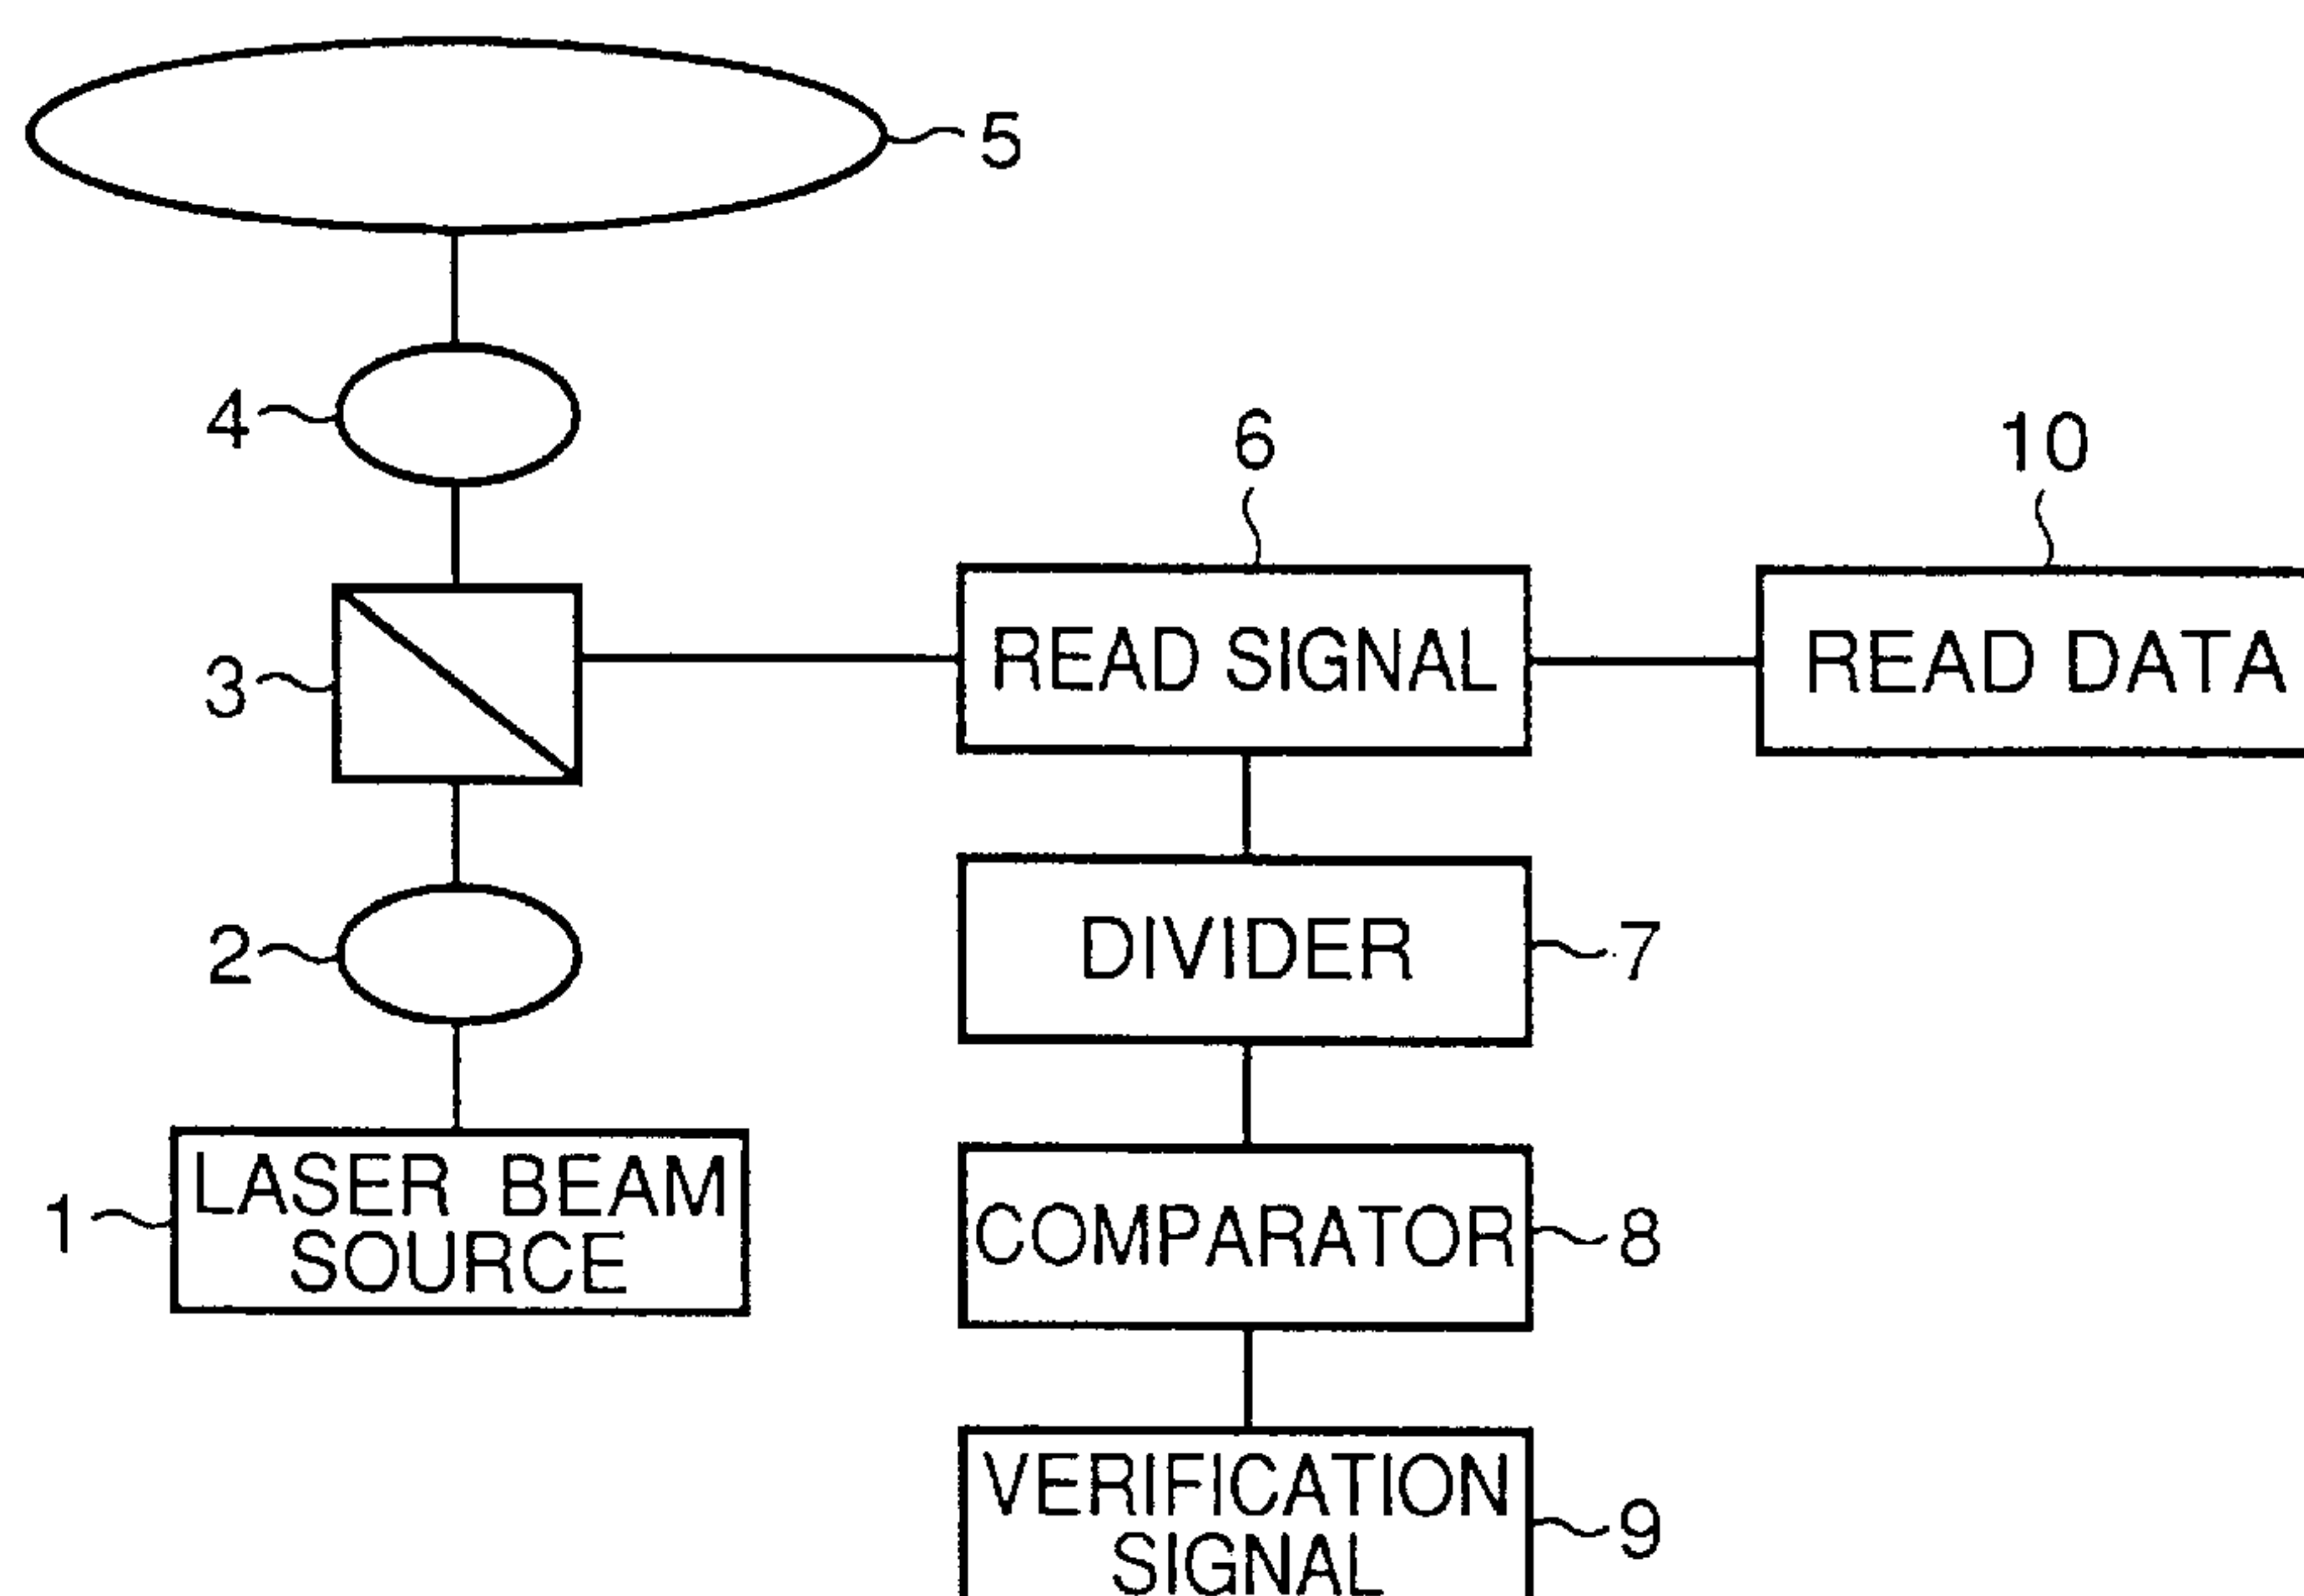 5
4
6
10
READ SIGNAL
READ DATA
3
DIVIDER
7
2
LASER BEAM
SOURCE
1
COMPARATOR
8
VERIFICATION
SIGNAL
9